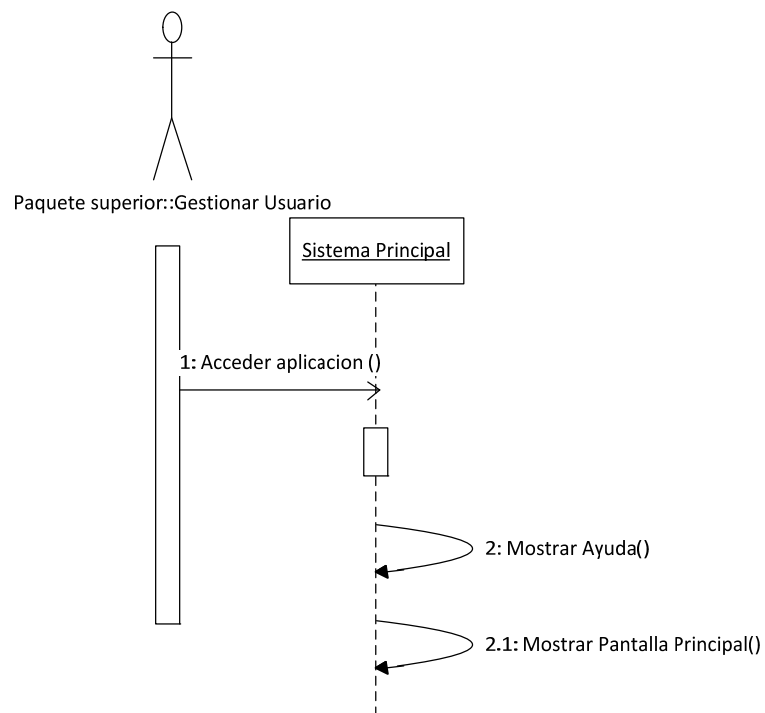 Paquete superior::Gestionar Usuario
Sistema Principal
1: Acceder aplicacion ()
2: Mostrar Ayuda()
2.1: Mostrar Pantalla Principal()